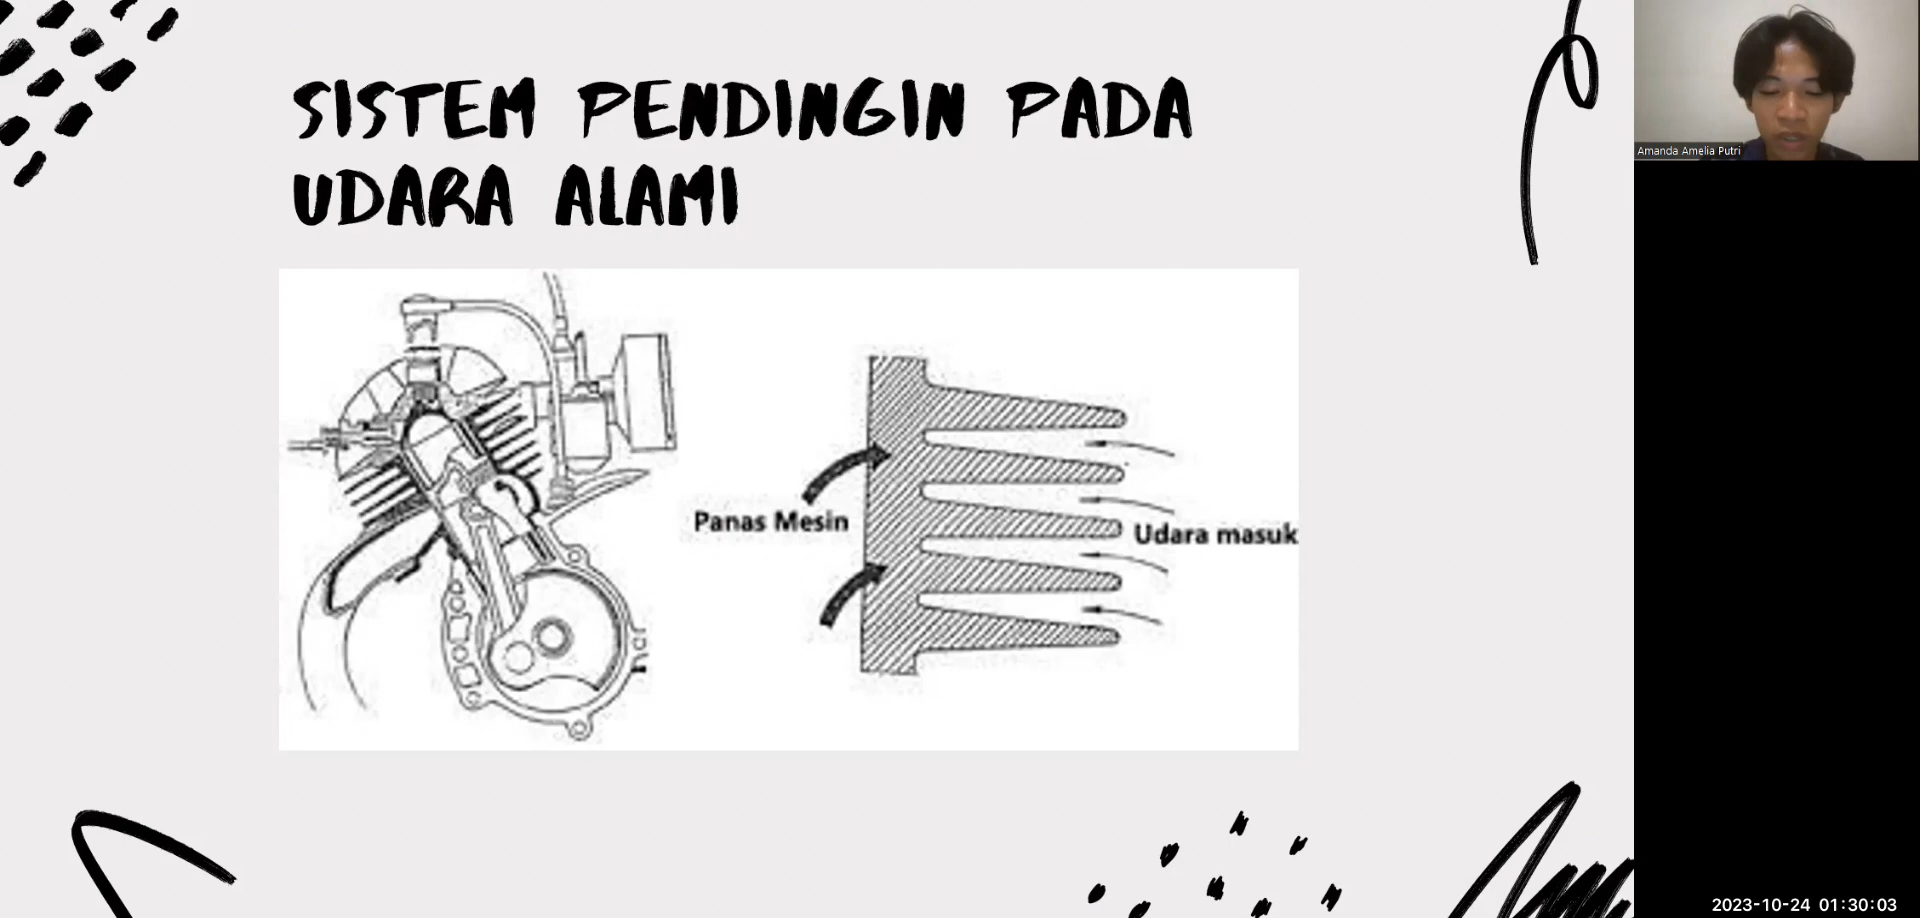 SISTEM PENDINGIN PADA
UDARA ALAMI
Amanda Amelia Putri
Panas Mesin
Udara masuk
2023-10-24 01:30:03